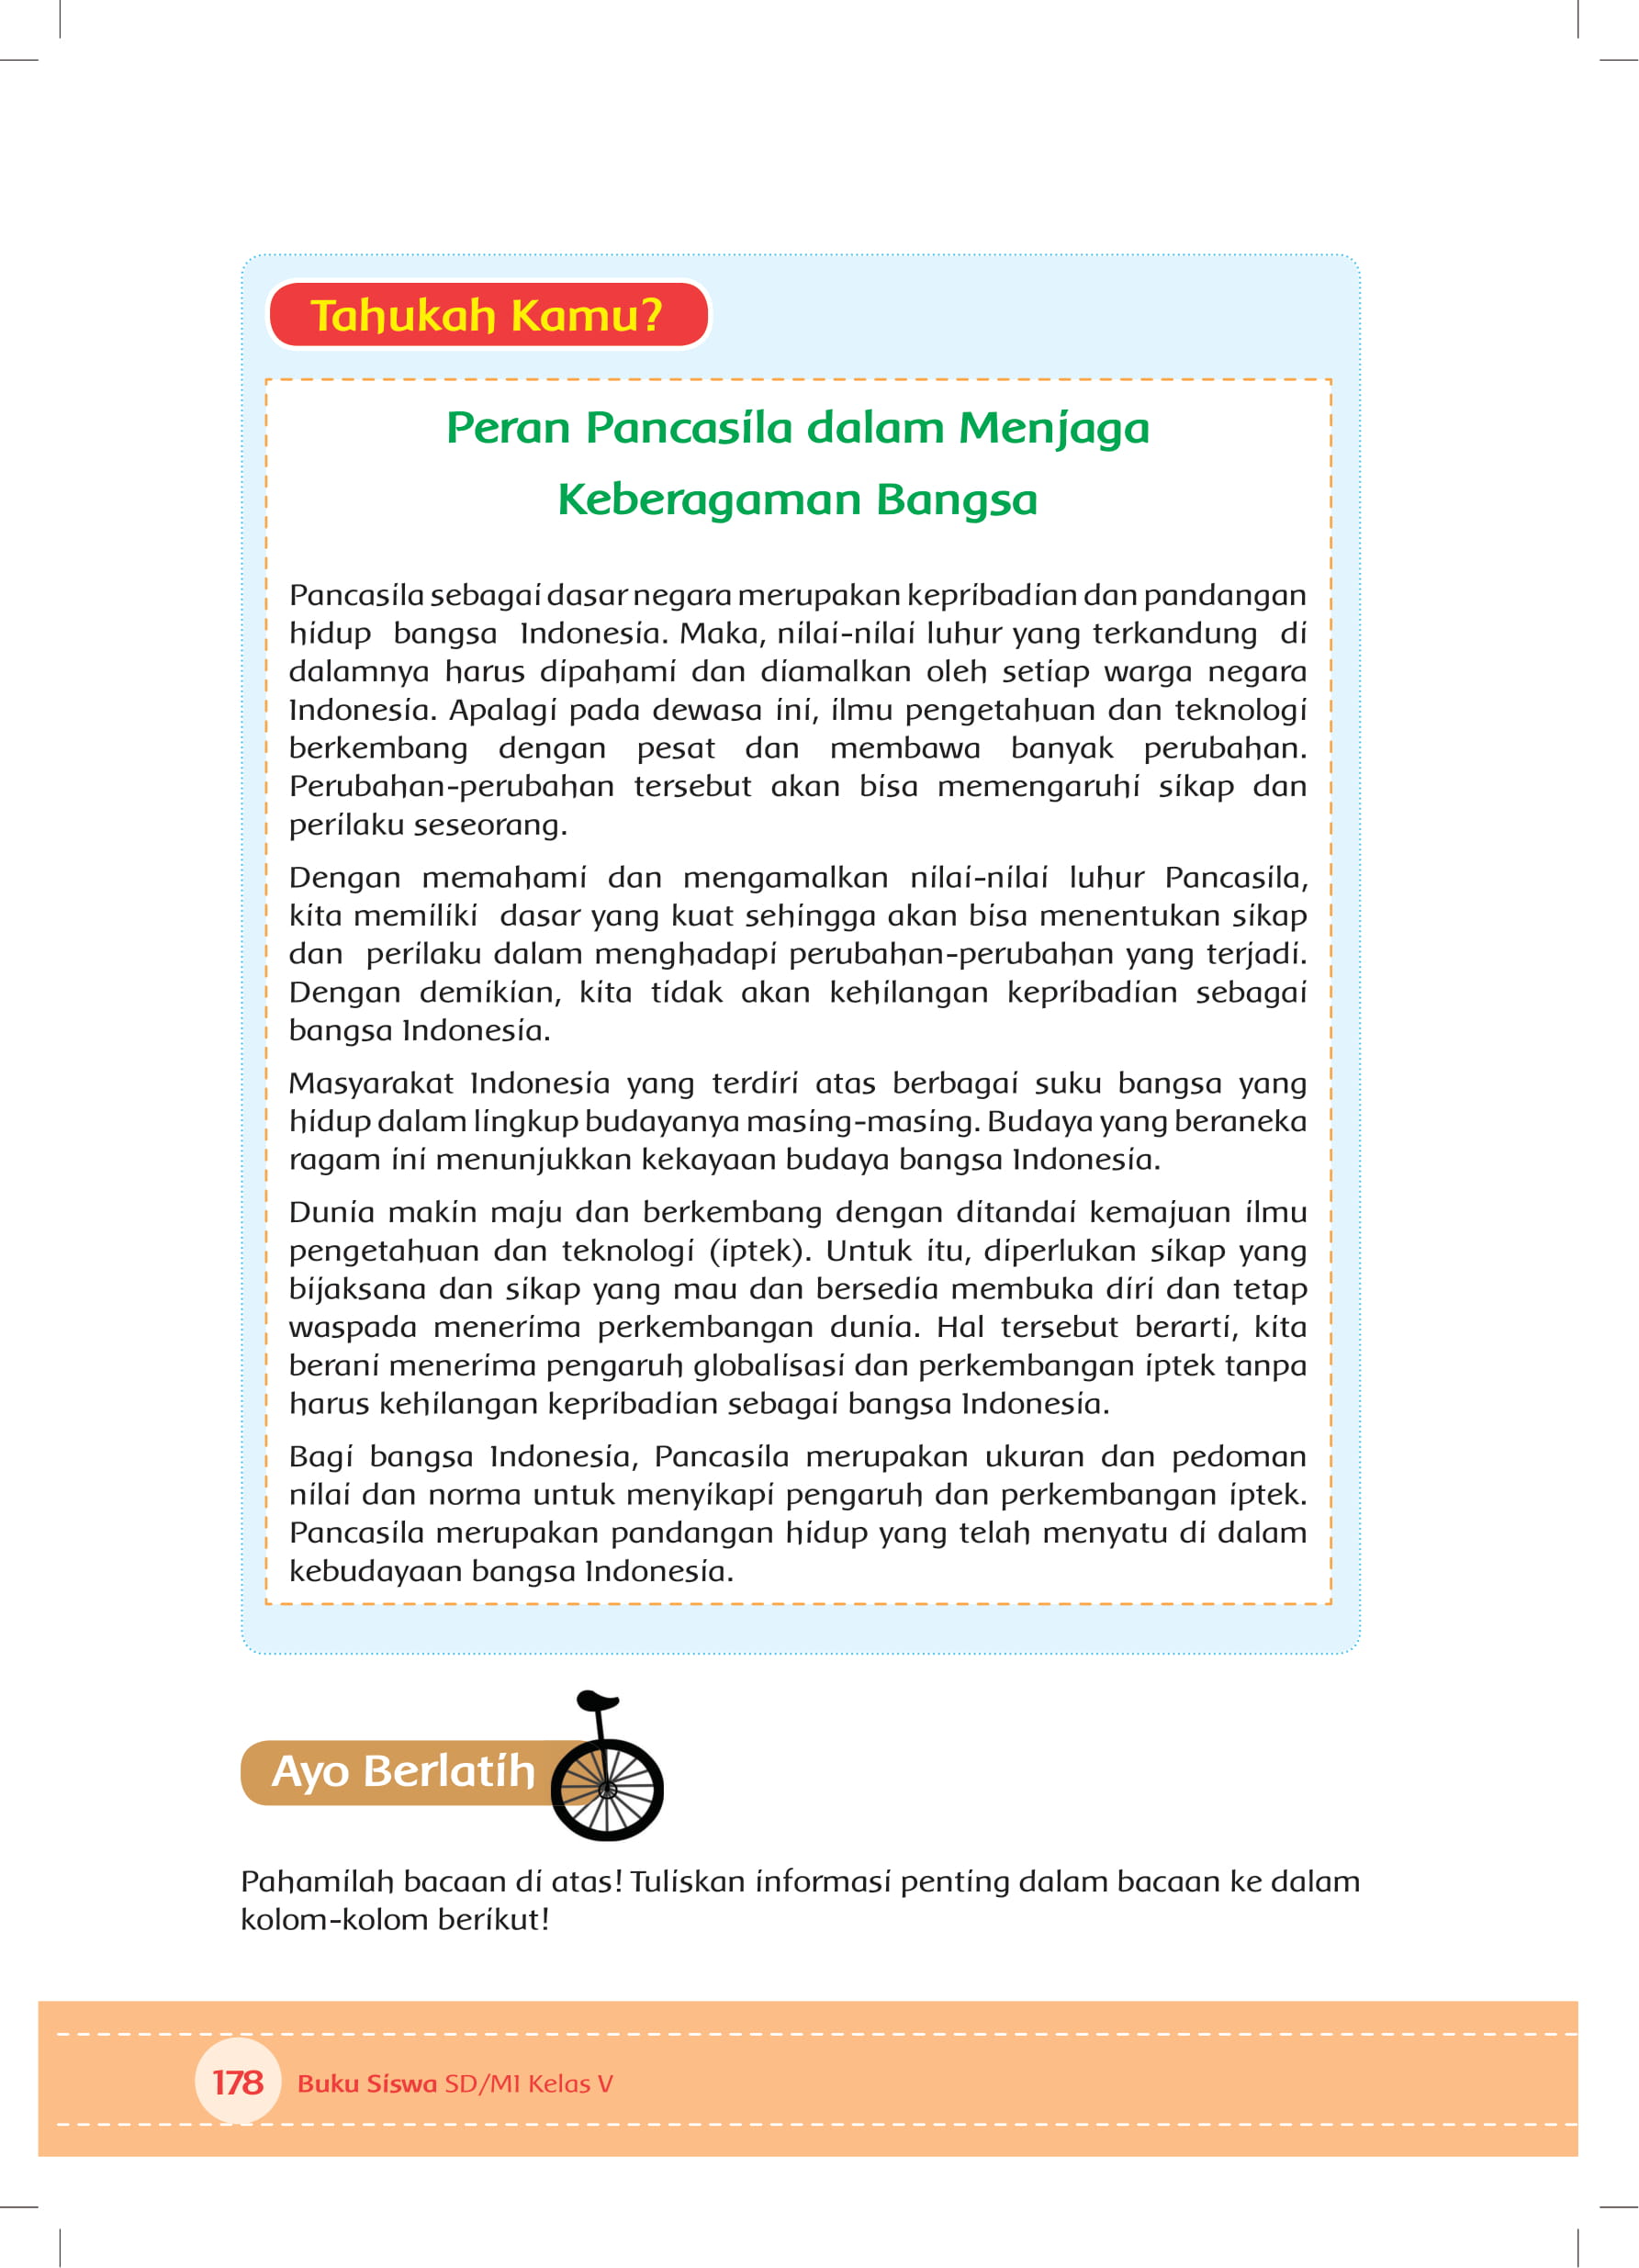 Tahukah Kamu?
Peran Pancasila dalam Menjaga
Keberagaman Bangsa
Pancasila sebagai dasar negara merupakan kepribadian dan pandangan
hidup bangsa Indonesia. Maka, nilai-nilai luhur yang terkandung di
dalamnya harus dipahami dan diamalkan oleh setiap warga negara
Indonesia. Apalagi pada dewasa ini, ilmu pengetahuan dan teknologi
berkembang dengan pesat dan membawa banyak perubahan.
Perubahan-perubahan tersebut akan bisa memengaruhi sikap dan
perilaku seseorang.
Dengan memahami dan mengamalkan nilai-nilai luhur Pancasila,
kita memiliki dasar yang kuat sehingga akan bisa menentukan sikap
dan perilaku dalam menghadapi perubahan-perubahan yang terjadi.
Dengan demikian, kita tidak akan kehilangan kepribadian sebagai
bangsa Indonesia.
Masyarakat Indonesia yang terdiri atas berbagai suku bangsa yang
hidup dalam lingkup budayanya masing-masing. Budaya yang beraneka
ragam ini menunjukkan kekayaan budaya bangsa Indonesia.
Dunia makin maju dan berkembang dengan ditandai kemajuan ilmu
pengetahuan dan teknologi (iptek). Untuk itu, diperlukan sikap yang
bijaksana dan sikap yang mau dan bersedia membuka diri dan tetap
waspada menerima perkembangan dunia. Hal tersebut berarti, kita
berani menerima pengaruh globalisasi dan perkembangan iptek tanpa
harus kehilangan kepribadian sebagai bangsa Indonesia.
Bagi bangsa Indonesia, Pancasila merupakan ukuran dan pedoman
nilai dan norma untuk menyikapi pengaruh dan perkembangan iptek.
Pancasila merupakan pandangan hidup yang telah menyatu di dalam
kebudayaan bangsa Indonesia.
Ayo Berlatih
Pahamilah bacaan di atas! Tuliskan informasi penting dalam bacaan ke dalam
kolom-kolom berikut!
178 Buku Siswa SD/MI Kelas V